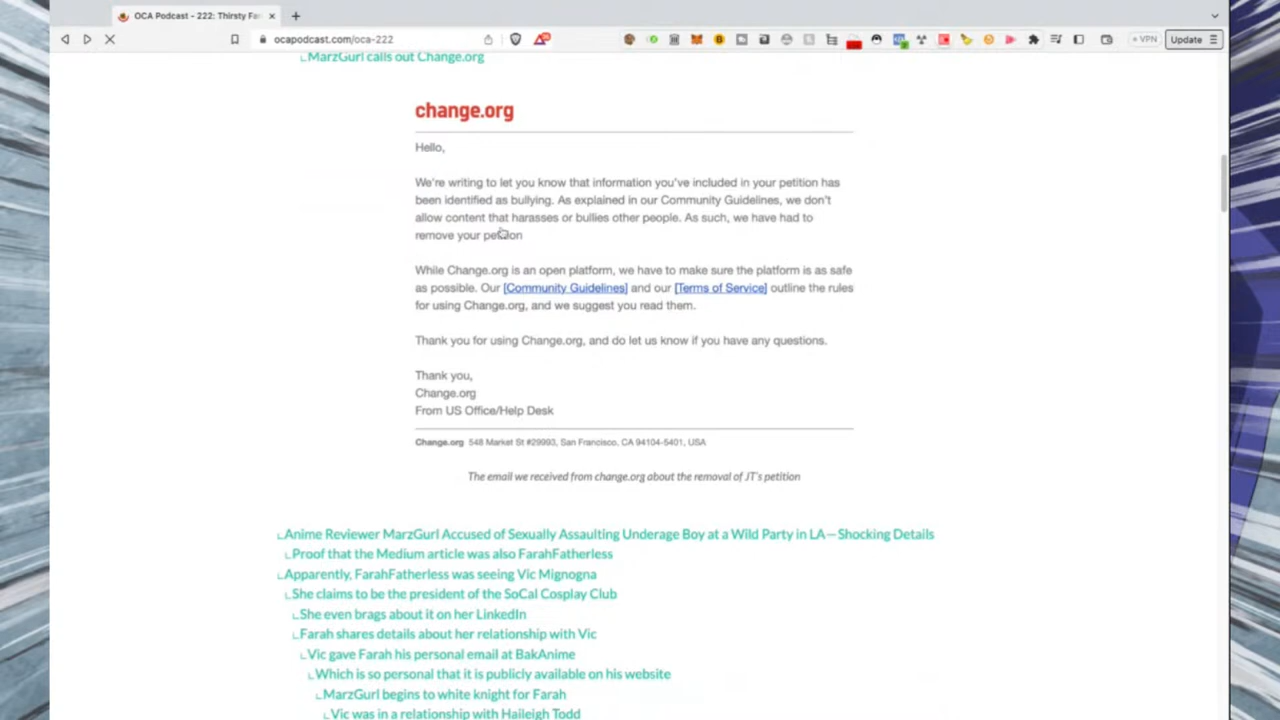 OCA Podcast - 222: Thirsty Fa
ocapodcast.com/oca-222
VPN
Update
MarzGurl calls out Change.org
change.org
Hello,
We're writing to let you know that information you've included in your petition has
been identified as bullying. As explained in our Community Guidelines, we don't
allow content that harasses or bullies other people. As such, we have had to
remove your petition
While Change.org is an open platform, we have to make sure the platform is as safe
as possible. Our [Community Guidelines] and our [Terms of Service] outline the rules
for using Change.org, and we suggest you read them.
Thank you for using Change.org, and do let us know if you have any questions.
Thank you,
Change.org
From US Office/Help Desk
Change.org 548 Market St #29993, San Francisco, CA 94104-5401, USA
The email we received from change.org about the removal of JT's petition
Anime Reviewer MarzGurl Accused of Sexually Assaulting Underage Boy at a Wild Party in LA—Shocking Details
Proof that the Medium article was also FarahFatherless
Apparently, FarahFatherless was seeing Vic Mignogna
She claims to be the president of the SoCal Cosplay Club
She even brags about it on her LinkedIn
Farah shares details about her relationship with Vic
Vic gave Farah his personal email at BakAnime
Which is so personal that it is publicly available on his website
MarzGurl begins to white knight for Farah
Vic was in a relationship with Haileigh Todd